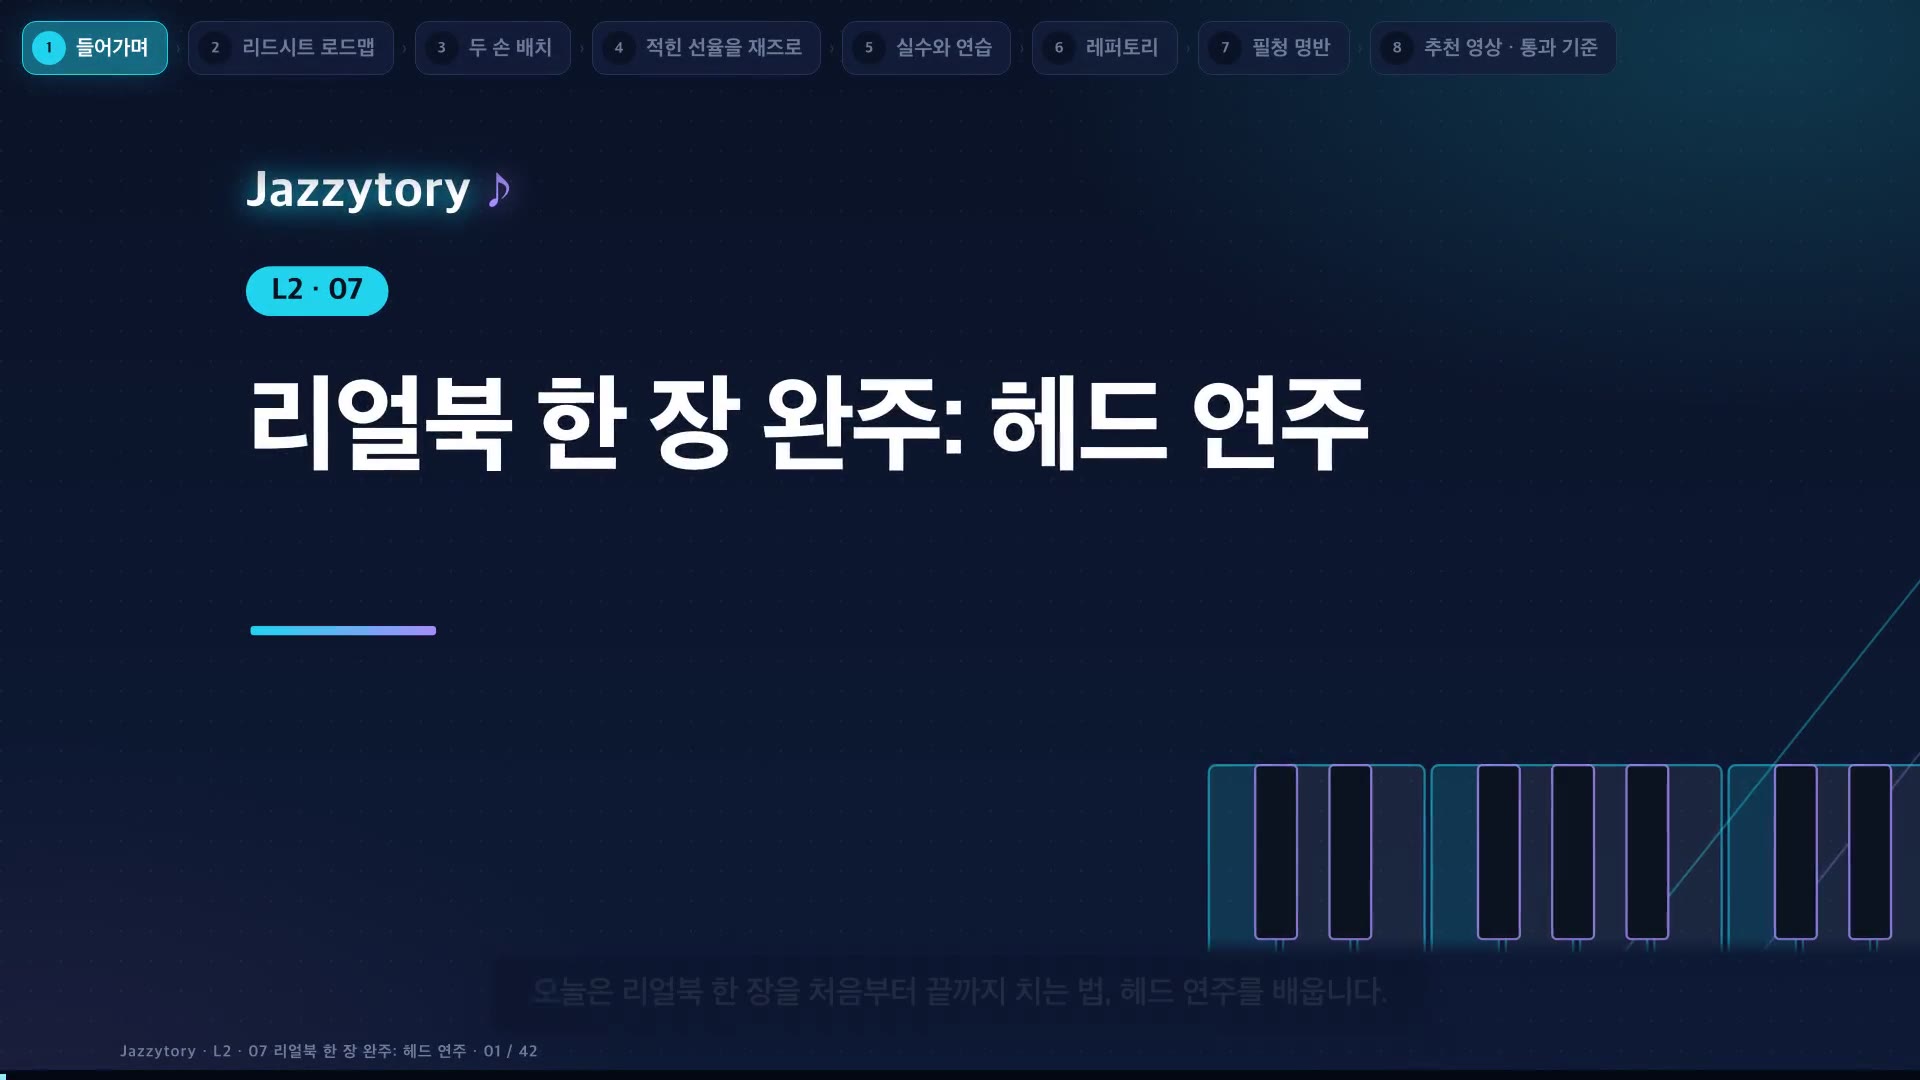 1 들어가며 › 2 리드시트 로드맵 › 3 두 손 배치 › 4 적힌 선율을 재즈로 › 5 실수와 연습 › 6 레퍼토리 › 7 필청 명반 › 8 추천 영상 · 통과 기준
Jazzytory ♪
L2 · 07
리얼북 한 장 완주: 헤드 연주
오늘은 리얼북 한 장을 처음부터 끝까지 치는 법, 헤드 연주를 배웁니다.
Jazzytory · L2 · 07 리얼북 한 장 완주: 헤드 연주 · 01 / 42